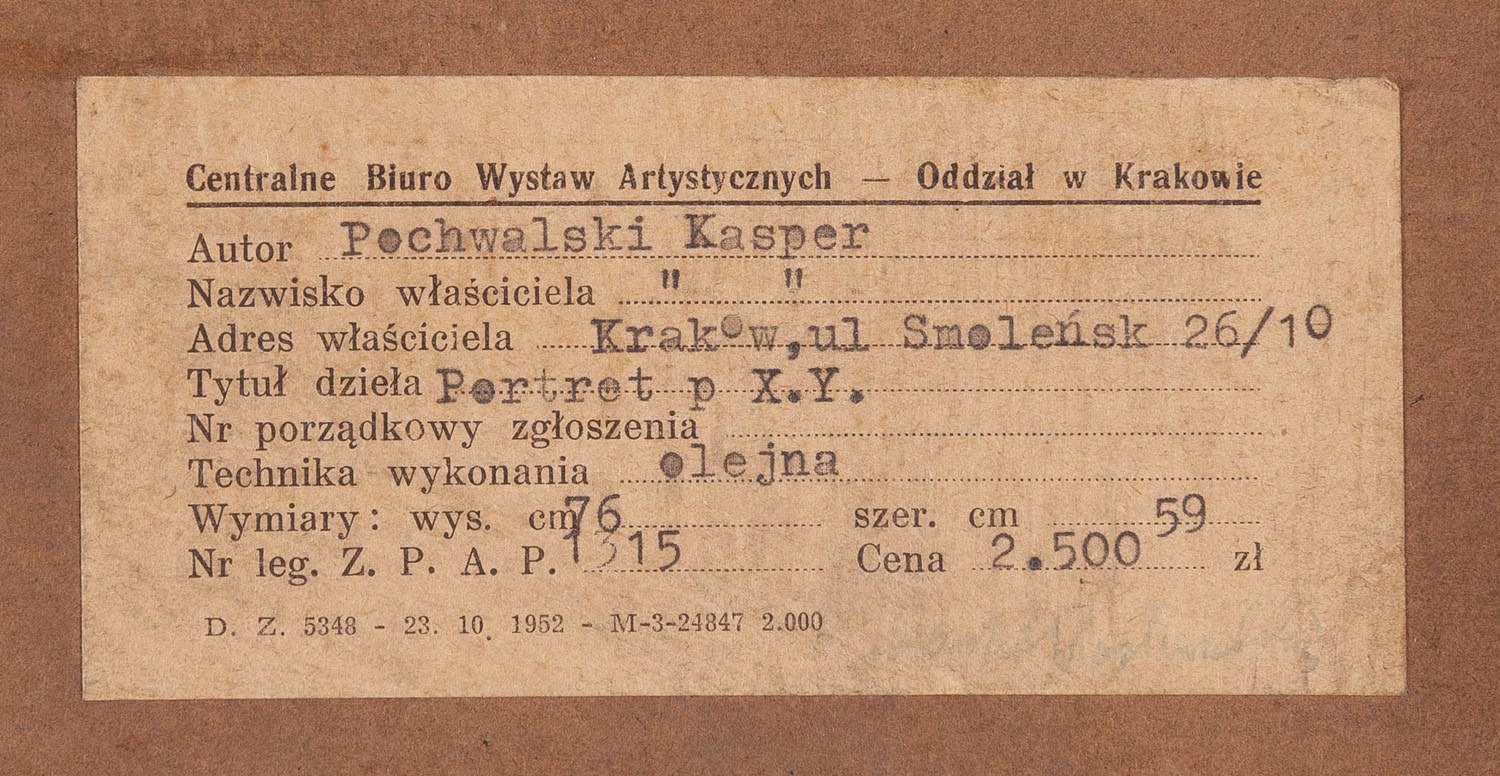 Centralne Biuro Wystaw Artystycznych — Oddział w Krakowie
Autor Pochwalski Kasper
Nazwisko właściciela " "
Adres właściciela Krakow, ul Smoleńsk 26/10
Tytuł dzieła Portret p X.Y.
Nr porządkowy zgłoszenia
Technika wykonania olejna
Wymiary: wys. cm 76 szer. cm 59
Nr leg. Z. P. A. P. 1315 Cena 2.500 zł
D. Z. 5348 - 23. 10. 1952 - M-3-24847 2.000